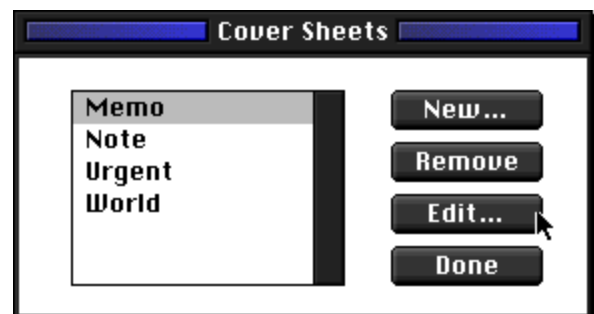 Cover Sheets
Memo
Note
Urgent
World
New...
Remove
Edit...
Done